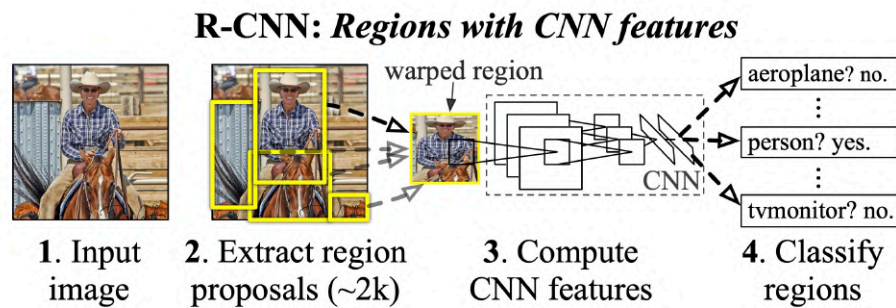 R-CNN: Regions with CNN features
warped region
aeroplane? no.
⋮
person? yes.
⋮
tvmonitor? no.
CNN
1. Input
image
2. Extract region
proposals (~2k)
3. Compute
CNN features
4. Classify
regions